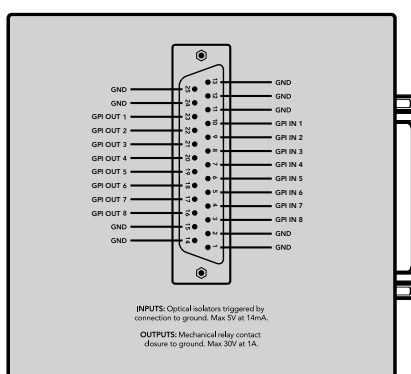 GND
GND
GPI OUT 1
GPI OUT 2
GPI OUT 3
GPI OUT 4
GPI OUT 5
GPI OUT 6
GPI OUT 7
GPI OUT 8
GND
GND
25
24
23
22
21
20
19
18
17
16
15
14
13
12
11
10
9
8
7
6
5
4
3
2
1
GND
GND
GND
GPI IN 1
GPI IN 2
GPI IN 3
GPI IN 4
GPI IN 5
GPI IN 6
GPI IN 7
GPI IN 8
GND
GND
INPUTS: Optical isolators triggered by
connection to ground. Max 5V at 14mA.
OUTPUTS: Mechanical relay contact
closure to ground. Max 30V at 1A.